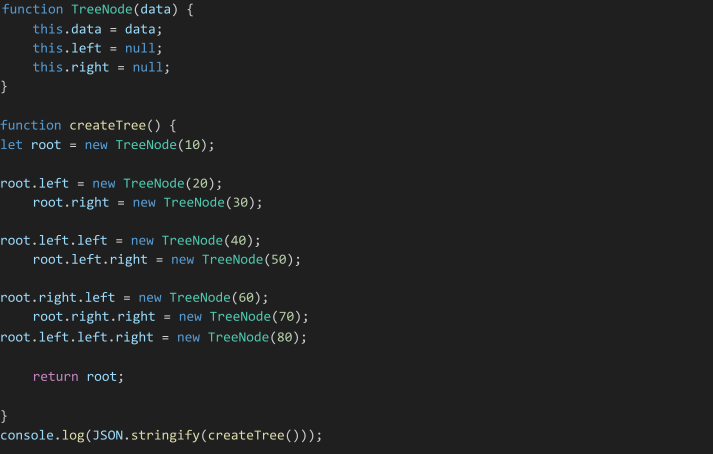 function TreeNode(data) {
    this.data = data;
    this.left = null;
    this.right = null;
}
function createTree() {
let root = new TreeNode(10);
root.left = new TreeNode(20);
    root.right = new TreeNode(30);
root.left.left = new TreeNode(40);
    root.left.right = new TreeNode(50);
root.right.left = new TreeNode(60);
    root.right.right = new TreeNode(70);
root.left.left.right = new TreeNode(80);
    return root;
}
console.log(JSON.stringify(createTree()));